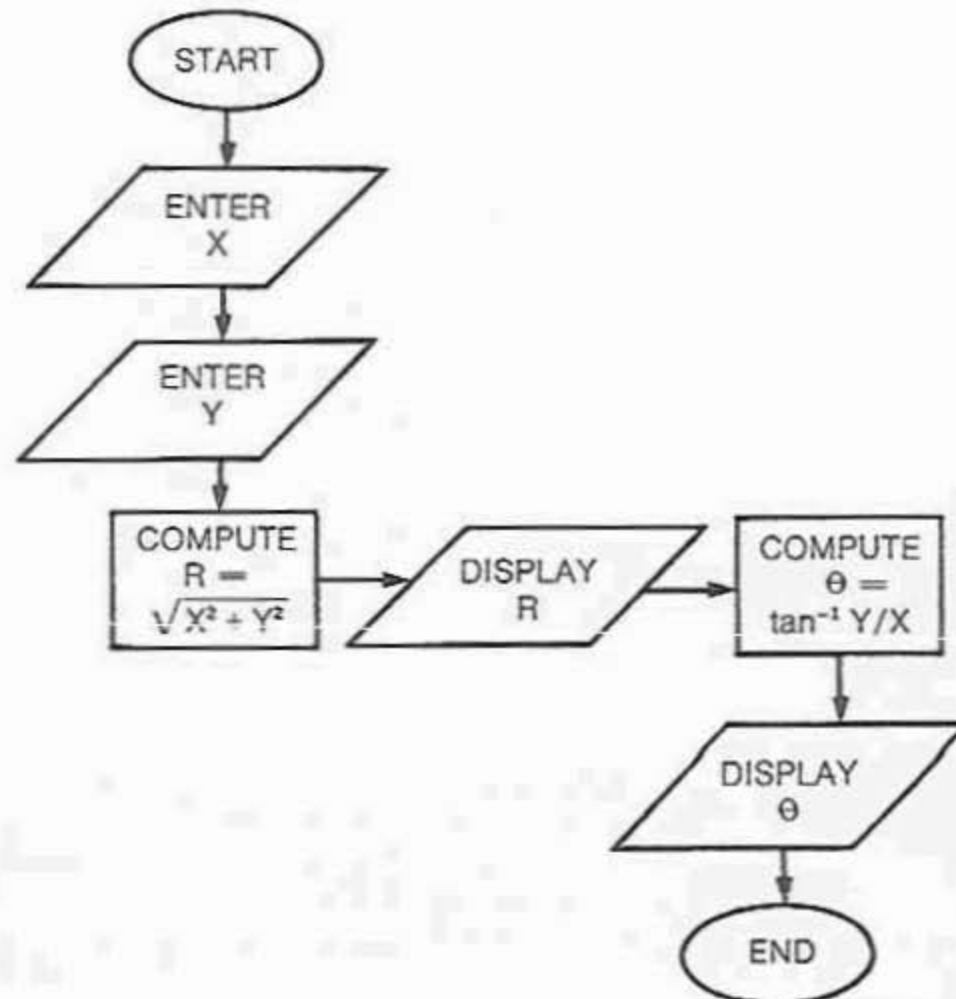 START
ENTER
X
ENTER
Y
COMPUTE
R =
√X² + Y²
DISPLAY
R
COMPUTE
Θ =
tan⁻¹ Y/X
DISPLAY
Θ
END